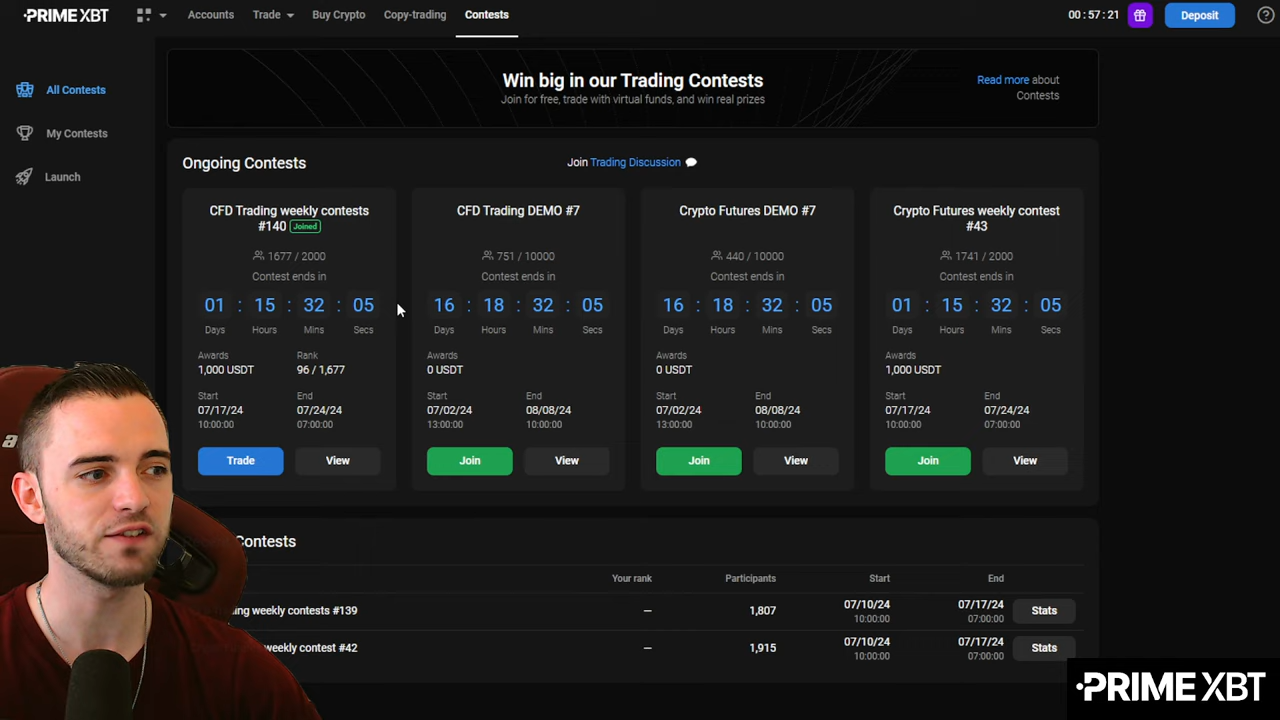 PRIME XBT
Accounts
Trade
Buy Crypto
Copy-trading
Contests
00 : 57 : 21
Deposit
All Contests
My Contests
Launch
Win big in our Trading Contests
Join for free, trade with virtual funds, and win real prizes
Read more about
Contests
Ongoing Contests
Join Trading Discussion
CFD Trading weekly contests
#140 Joined
1677 / 2000
Contest ends in
01 : 15 : 32 : 05
Days Hours Mins Secs
Awards Rank
1,000 USDT 96 / 1,677
Start End
07/17/24 07/24/24
10:00:00 07:00:00
Trade View
CFD Trading DEMO #7
751 / 10000
Contest ends in
16 : 18 : 32 : 05
Days Hours Mins Secs
Awards
0 USDT
Start End
07/02/24 08/08/24
13:00:00 10:00:00
Join View
Crypto Futures DEMO #7
440 / 10000
Contest ends in
16 : 18 : 32 : 05
Days Hours Mins Secs
Awards
0 USDT
Start End
07/02/24 08/08/24
13:00:00 10:00:00
Join View
Crypto Futures weekly contest
#43
1741 / 2000
Contest ends in
01 : 15 : 32 : 05
Days Hours Mins Secs
Awards
1,000 USDT
Start End
07/17/24 07/24/24
10:00:00 07:00:00
Join View
Contests
Your rank Participants Start End
weekly contests #139 — 1,807 07/10/24 07/17/24 Stats
10:00:00 07:00:00
weekly contest #42 — 1,915 07/10/24 07/17/24 Stats
10:00:00 07:00:00
PRIME XBT